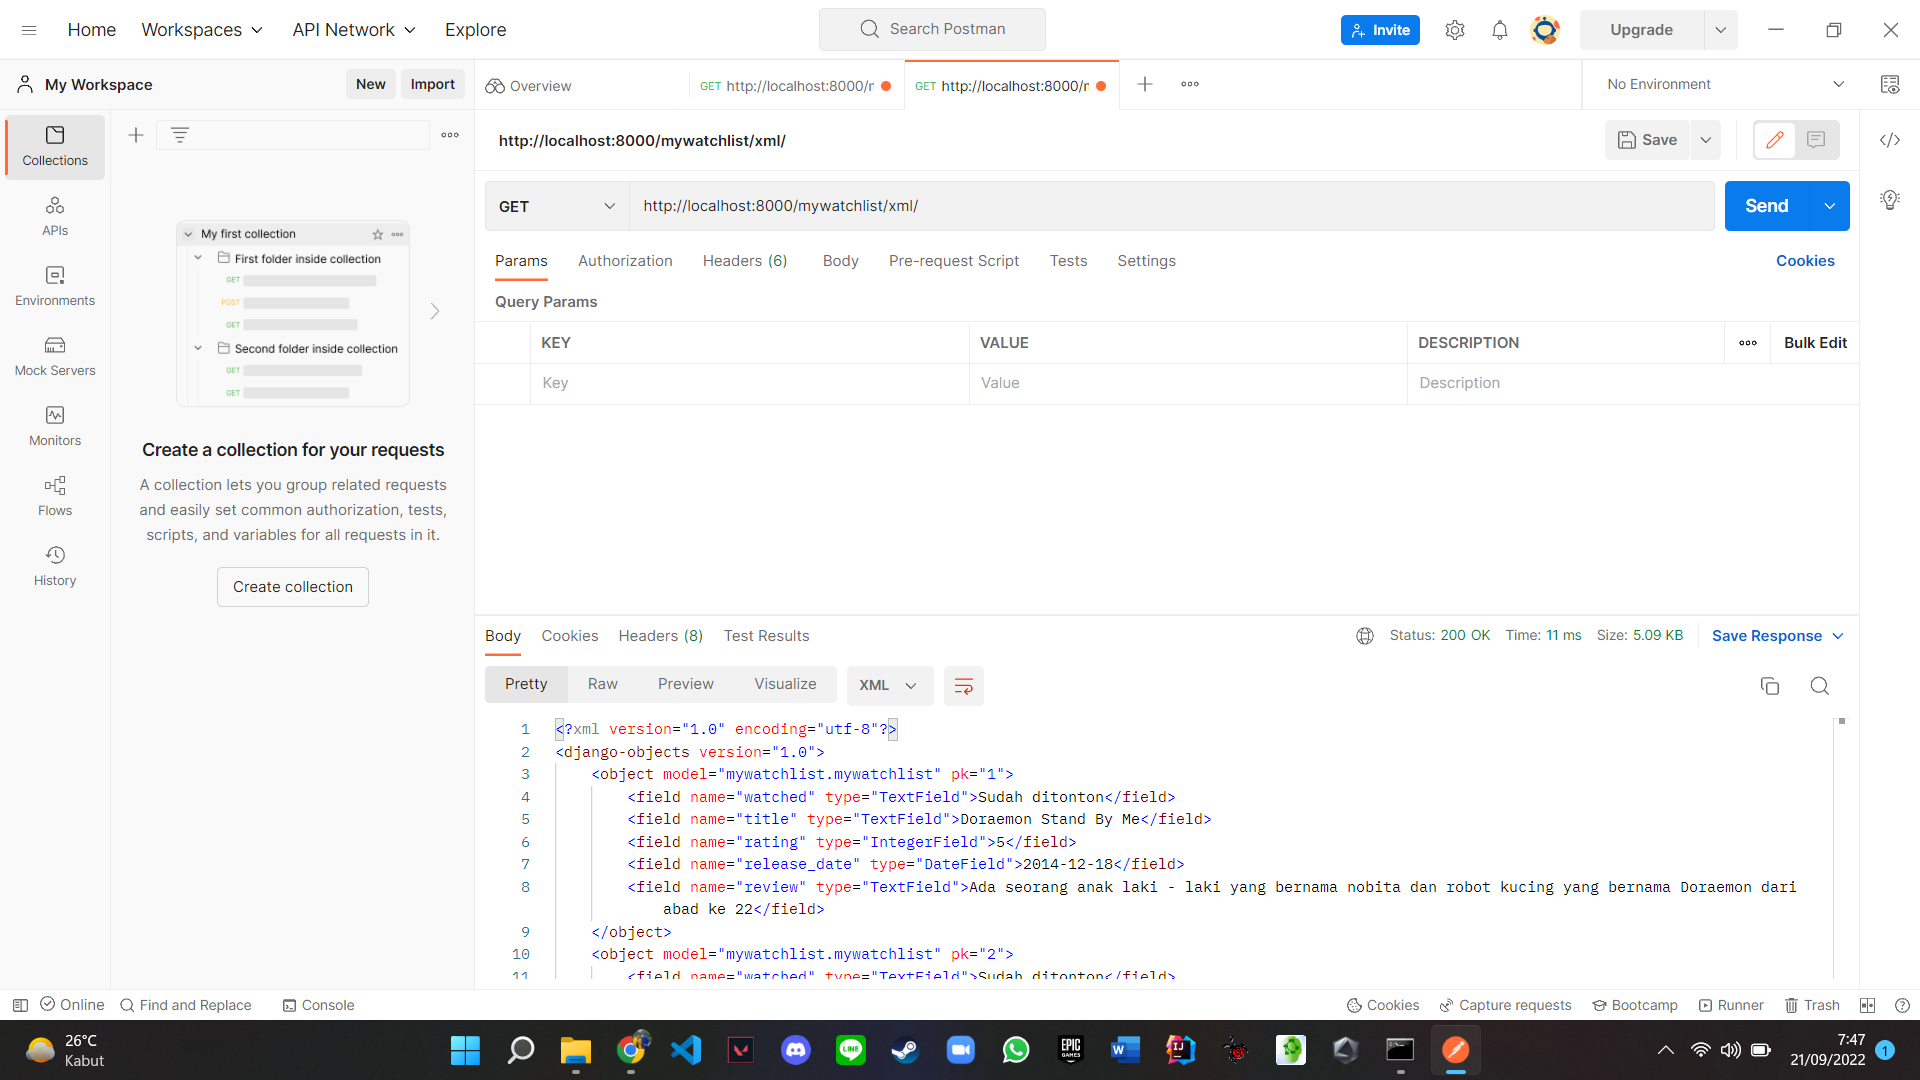 Home Workspaces API Network Explore Search Postman Invite Upgrade
My Workspace New Import Overview GET http://localhost:8000/r GET http://localhost:8000/r No Environment
Collections
APIs
Environments
Mock Servers
Monitors
Flows
History
My first collection
First folder inside collection
GET
POST
GET
Second folder inside collection
GET
GET
Create a collection for your requests
A collection lets you group related requests
and easily set common authorization, tests,
scripts, and variables for all requests in it.
Create collection
http://localhost:8000/mywatchlist/xml/ Save
GET http://localhost:8000/mywatchlist/xml/ Send
Params Authorization Headers (6) Body Pre-request Script Tests Settings Cookies
Query Params
KEY VALUE DESCRIPTION Bulk Edit
Key Value Description
Body Cookies Headers (8) Test Results Status: 200 OK Time: 11 ms Size: 5.09 KB Save Response
Pretty Raw Preview Visualize XML
1 <?xml version="1.0" encoding="utf-8"?>
2 <django-objects version="1.0">
3 <object model="mywatchlist.mywatchlist" pk="1">
4 <field name="watched" type="TextField">Sudah ditonton</field>
5 <field name="title" type="TextField">Doraemon Stand By Me</field>
6 <field name="rating" type="IntegerField">5</field>
7 <field name="release_date" type="DateField">2014-12-18</field>
8 <field name="review" type="TextField">Ada seorang anak laki - laki yang bernama nobita dan robot kucing yang bernama Doraemon dari
abad ke 22</field>
9 </object>
10 <object model="mywatchlist.mywatchlist" pk="2">
11 <field name="watched" type="TextField">Sudah ditonton</field>
Online Find and Replace Console Cookies Capture requests Bootcamp Runner Trash
26°C
Kabut
LINE
EPIC
GAMES
W
IJ
7:47
21/09/2022
1